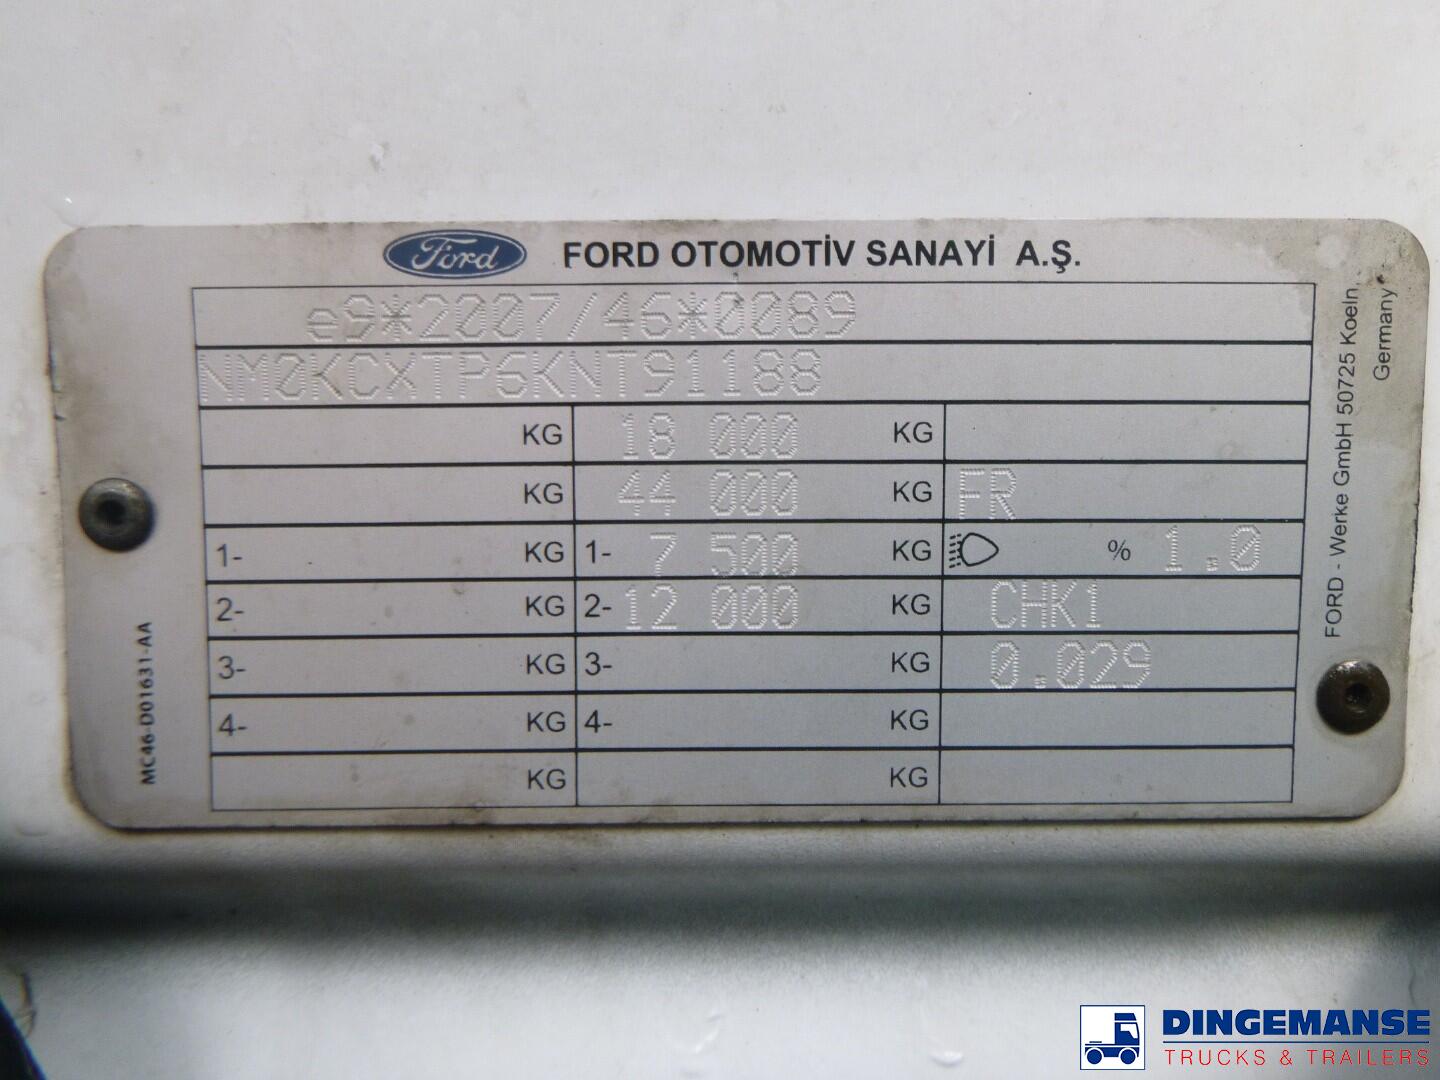 Ford FORD OTOMOTİV SANAYİ A.Ş.
e9*2007/46*0089
NM0KCXTP6KNT91188
KG 18 000 KG
KG 44 000 KG FR
1- KG 1- 7 500 KG % 1.0
2- KG 2- 12 000 KG CHK1
3- KG 3- KG 0.029
4- KG 4- KG
KG KG
MC46-D01631-AA
FORD - Werke GmbH 50725 Koeln,
Germany
DINGEMANSE
TRUCKS & TRAILERS